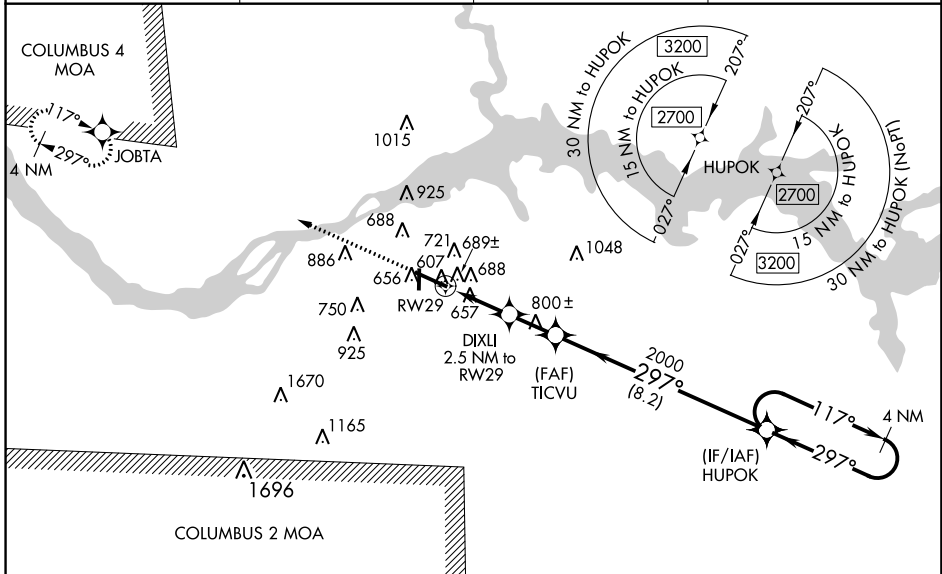 COLUMBUS 4
MOA
117°
297°
4 NM
JOBTA
1015
925
688
886
721
689±
607
656
688
RW29
657
750
925
1048
800±
DIXLI
2.5 NM to
RW29
(FAF)
TICVU
2000
297°
(8.2)
1670
1165
1696
COLUMBUS 2 MOA
30 NM to HUPOK
3200
15 NM to HUPOK
2700
207°
027°
HUPOK
207°
2700
15 NM to HUPOK
027°
3200
30 NM to HUPOK (NoPT)
117°
4 NM
297°
(IF/IAF)
HUPOK